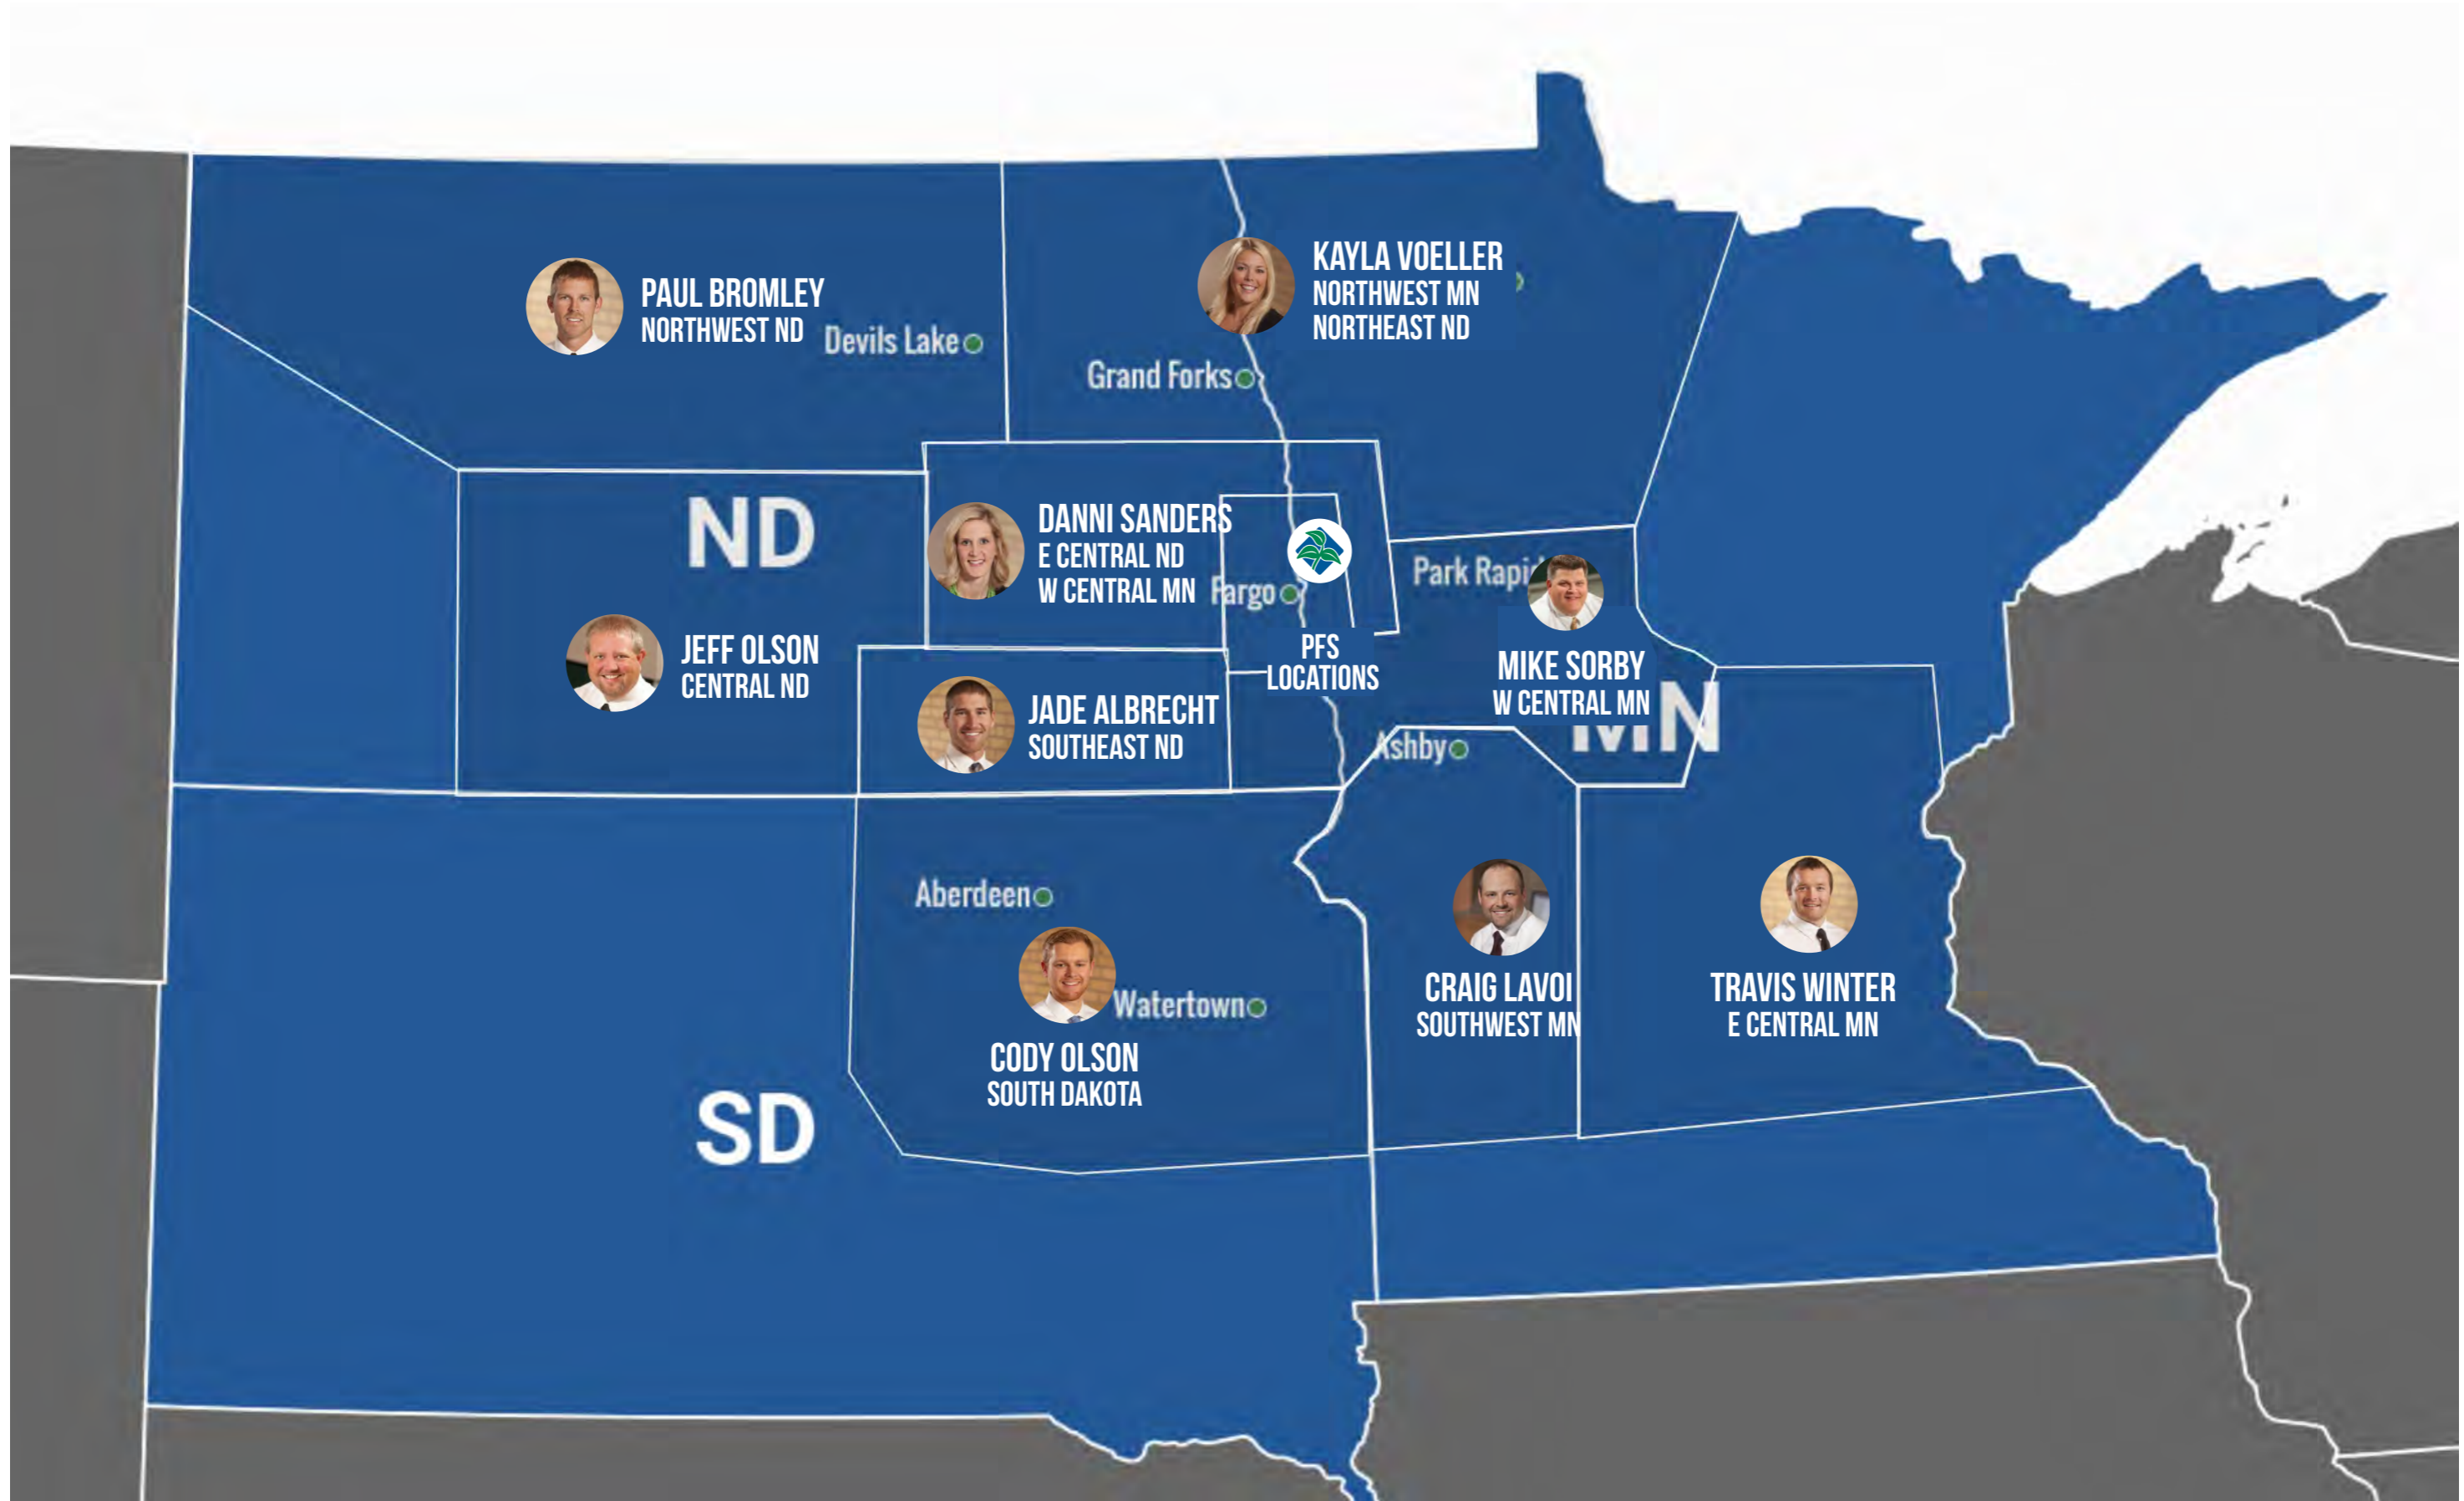 KAYLA VOELLER
NORTHWEST MN
NORTHEAST ND
PAUL BROMLEY
NORTHWEST ND
Devils Lake
Grand Forks
ND
DANNI SANDERS
E CENTRAL ND
W CENTRAL MN
Fargo
Park Rapi
JEFF OLSON
CENTRAL ND
PFS
LOCATIONS
MIKE SORBY
W CENTRAL MN
MN
JADE ALBRECHT
SOUTHEAST ND
Ashby
Aberdeen
Watertown
CODY OLSON
SOUTH DAKOTA
CRAIG LAVOI
SOUTHWEST MN
TRAVIS WINTER
E CENTRAL MN
SD